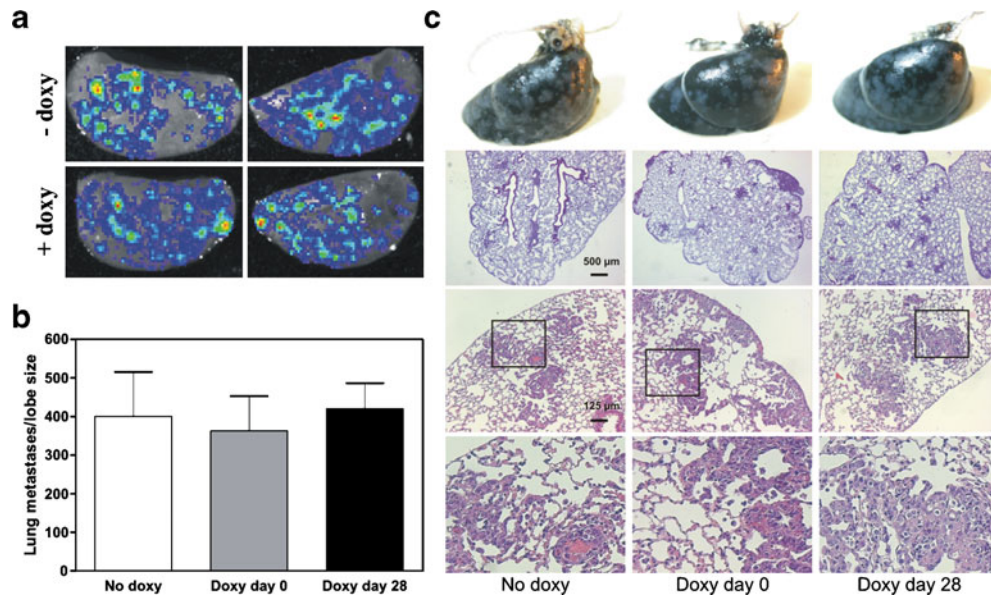 a
- doxy
+ doxy
b
Lung metastases/lobe size
600
500
400
300
200
100
0
No doxy
Doxy day 0
Doxy day 28
c
500 µm
125 µm
No doxy
Doxy day 0
Doxy day 28